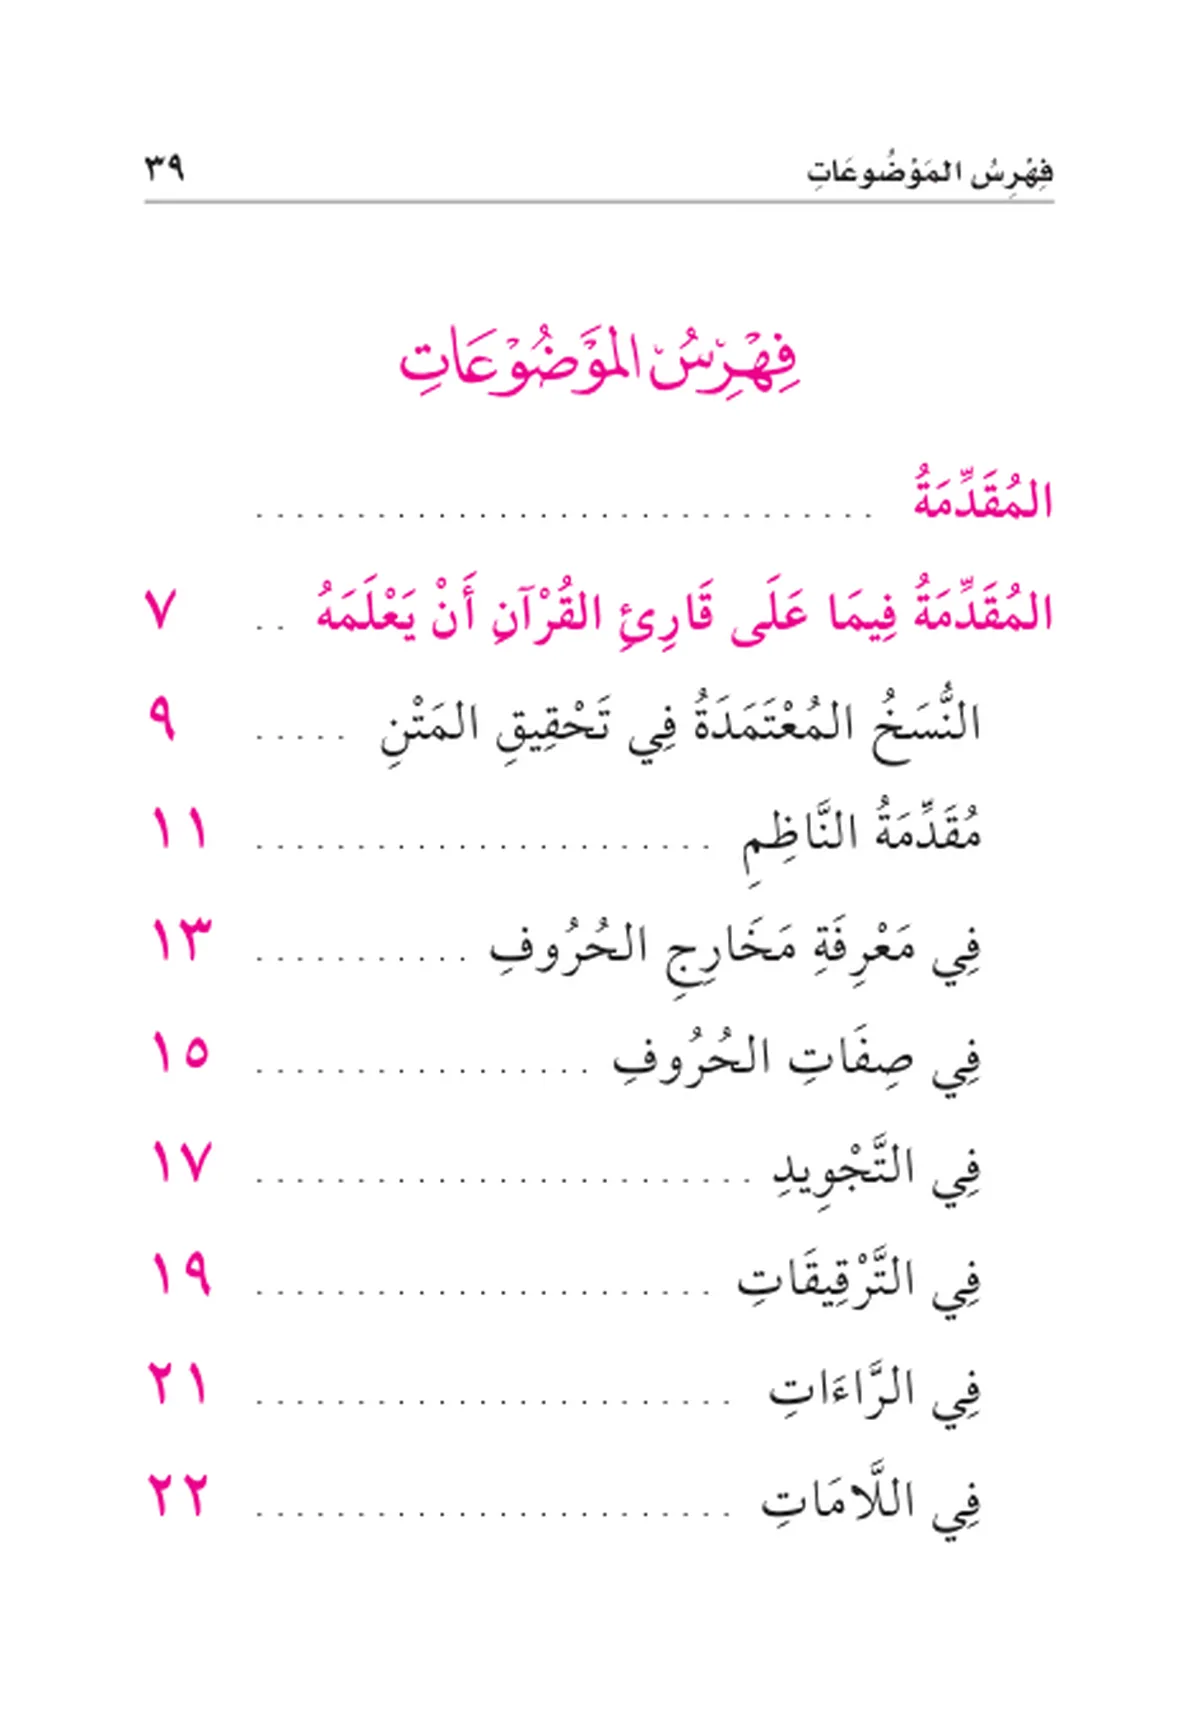 فِهْرِسُ المَوْضُوعَاتِ ٣٩
فِهْرِسُ المَوْضُوعَاتِ
المُقَدِّمَةُ ................................
المُقَدِّمَةُ فِيمَا عَلَى قَارِئِ القُرْآنِ أَنْ يَعْلَمَهُ .. ٧
النُّسَخُ المُعْتَمَدَةُ فِي تَحْقِيقِ المَتْنِ ..... ٩
مُقَدِّمَةُ النَّاظِمِ ....................... ١١
فِي مَعْرِفَةِ مَخَارِجِ الحُرُوفِ ........... ١٣
فِي صِفَاتِ الحُرُوفِ ................. ١٥
فِي التَّجْوِيدِ ......................... ١٧
فِي التَّرْقِيقَاتِ ....................... ١٩
فِي الرَّاءَاتِ ........................ ٢١
فِي اللَّامَاتِ ........................ ٢٢